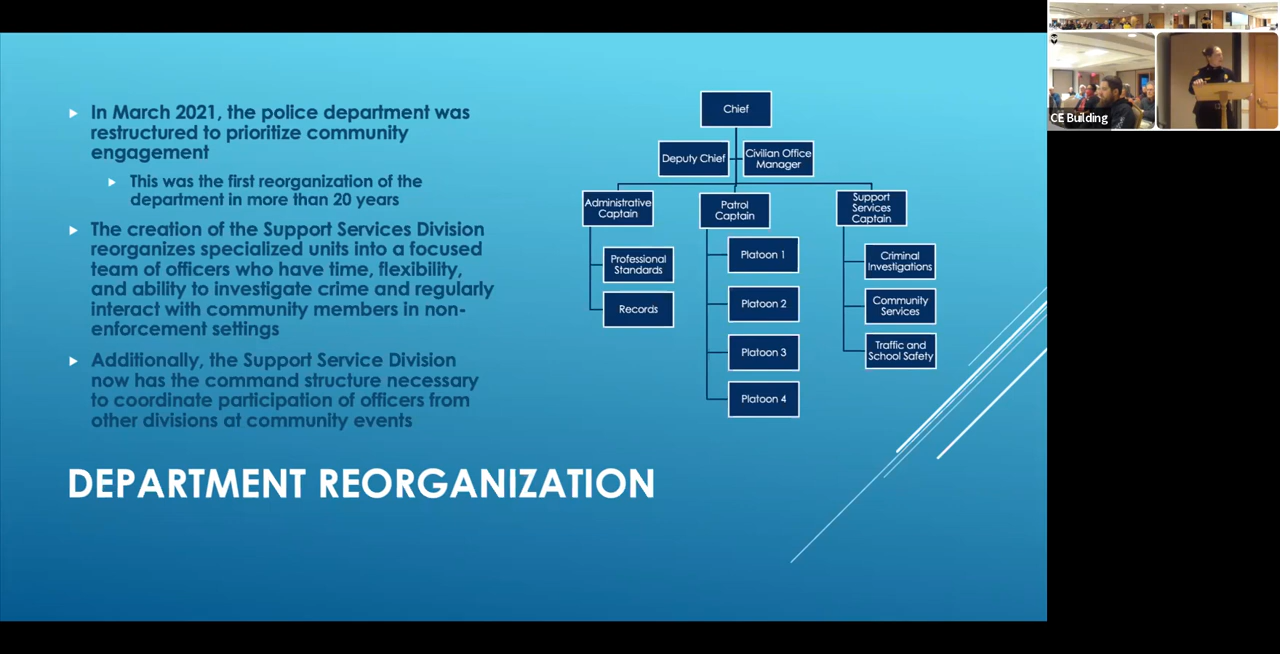 In March 2021, the police department was
restructured to prioritize community
engagement
This was the first reorganization of the
department in more than 20 years
The creation of the Support Services Division
reorganizes specialized units into a focused
team of officers who have time, flexibility,
and ability to investigate crime and regularly
interact with community members in non-
enforcement settings
Additionally, the Support Service Division
now has the command structure necessary
to coordinate participation of officers from
other divisions at community events
DEPARTMENT REORGANIZATION
Chief
Deputy Chief
Civilian Office
Manager
Administrative
Captain
Professional
Standards
Records
Patrol
Captain
Platoon 1
Platoon 2
Platoon 3
Platoon 4
Support
Services
Captain
Criminal
Investigations
Community
Services
Traffic and
School Safety
CE Building